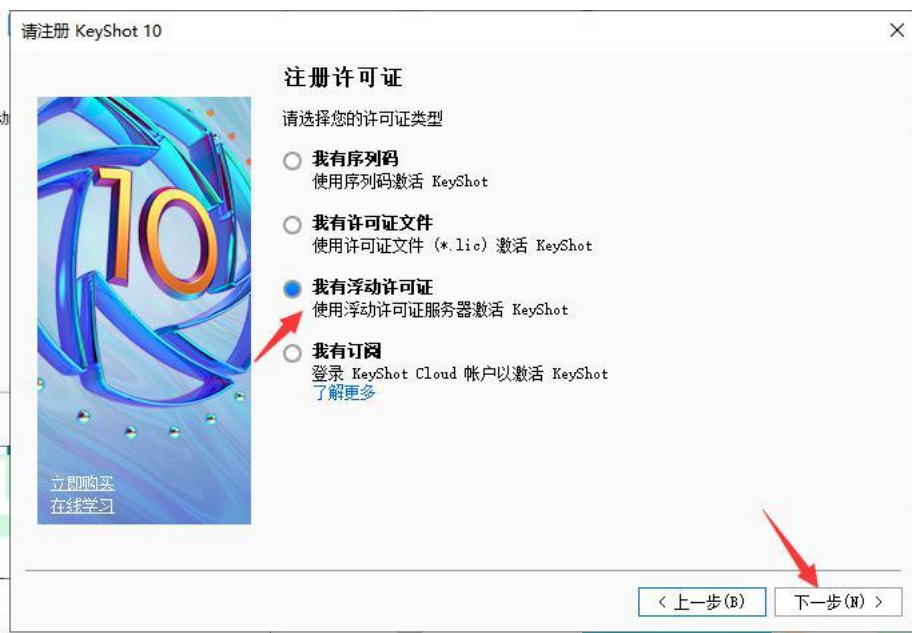 请注册 KeyShot 10
注册许可证
请选择您的许可证类型
我有序列码
使用序列码激活 KeyShot
我有许可证文件
使用许可证文件 (*.lic) 激活 KeyShot
我有浮动许可证
使用浮动许可证服务器激活 KeyShot
我有订阅
登录 KeyShot Cloud 帐户以激活 KeyShot
了解更多
10
立即购买
在线学习
< 上一步(B)
下一步(N) >